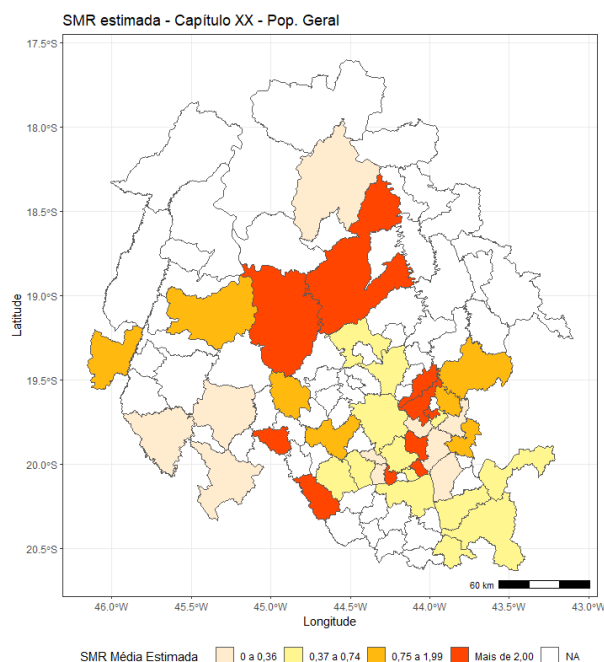 SMR estimada - Capítulo XX - Pop. Geral
17.5°S
18.0°S
18.5°S
19.0°S
19.5°S
20.0°S
20.5°S
Latitude
60 km
46.0°W 45.5°W 45.0°W 44.5°W 44.0°W 43.5°W 43.0°W
Longitude
SMR Média Estimada 0 a 0,36 0,37 a 0,74 0,75 a 1,99 Mais de 2,00 NA